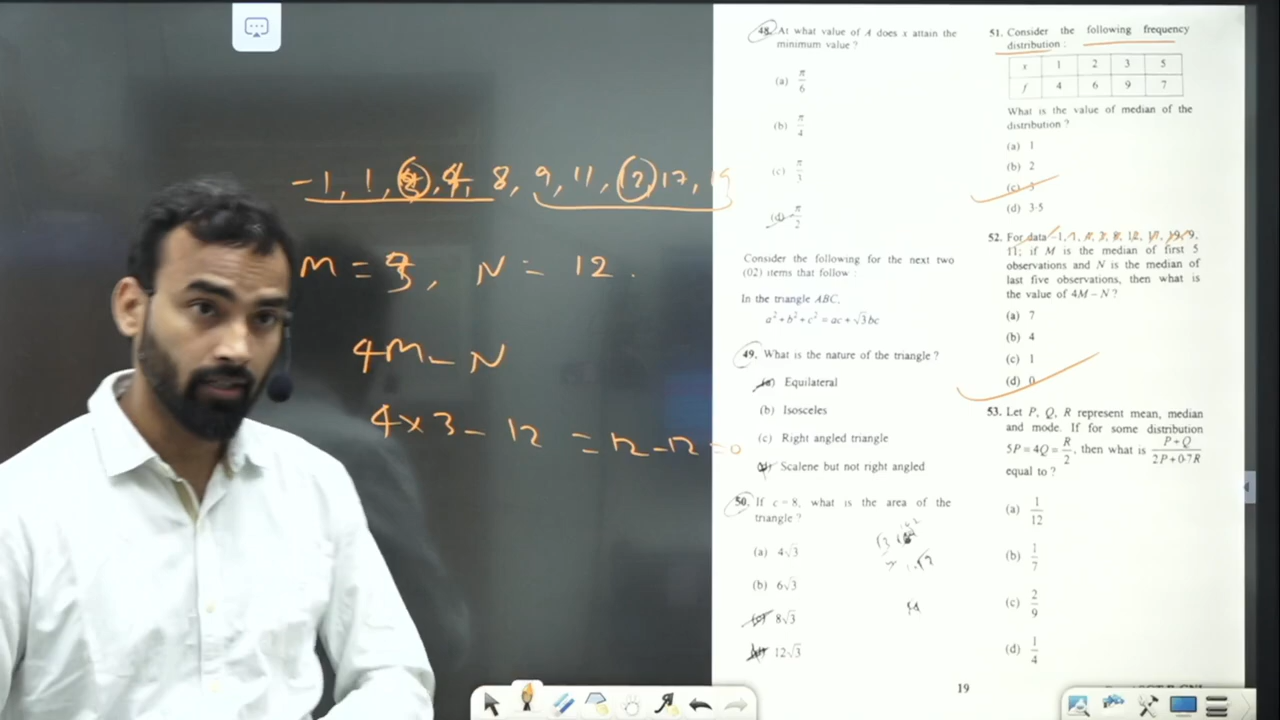 -1, 1, 3, 4, 8, 9, 11, 12, 17, 19
M = 3, N = 12.
4M - N
4 × 3 - 12 = 12 - 12 = 0
48. At what value of A does x attain the
minimum value ?
(a) π/6
(b) π/4
(c) π/3
(d) π/2
Consider the following for the next two
(02) items that follow :
In the triangle ABC,
a² + b² + c² = ac + √3 bc
49. What is the nature of the triangle ?
(a) Equilateral
(b) Isosceles
(c) Right angled triangle
(d) Scalene but not right angled
50. If c = 8, what is the area of the
triangle ?
(a) 4√3
(b) 6√3
(c) 8√3
(d) 12√3
51. Consider the following frequency
distribution :
x 1 2 3 5
f 4 6 9 7
What is the value of median of the
distribution ?
(a) 1
(b) 2
(c) 3
(d) 3·5
52. For data -1, 1, 4, 3, 8, 12, 17, 19, 9,
11; if M is the median of first 5
observations and N is the median of
last five observations, then what is
the value of 4M - N ?
(a) 7
(b) 4
(c) 1
(d) 0
53. Let P, Q, R represent mean, median
and mode. If for some distribution
5P = 4Q = R/2, then what is (P + Q)/(2P + 0·7R)
equal to ?
(a) 1/12
(b) 1/7
(c) 2/9
(d) 1/4
19